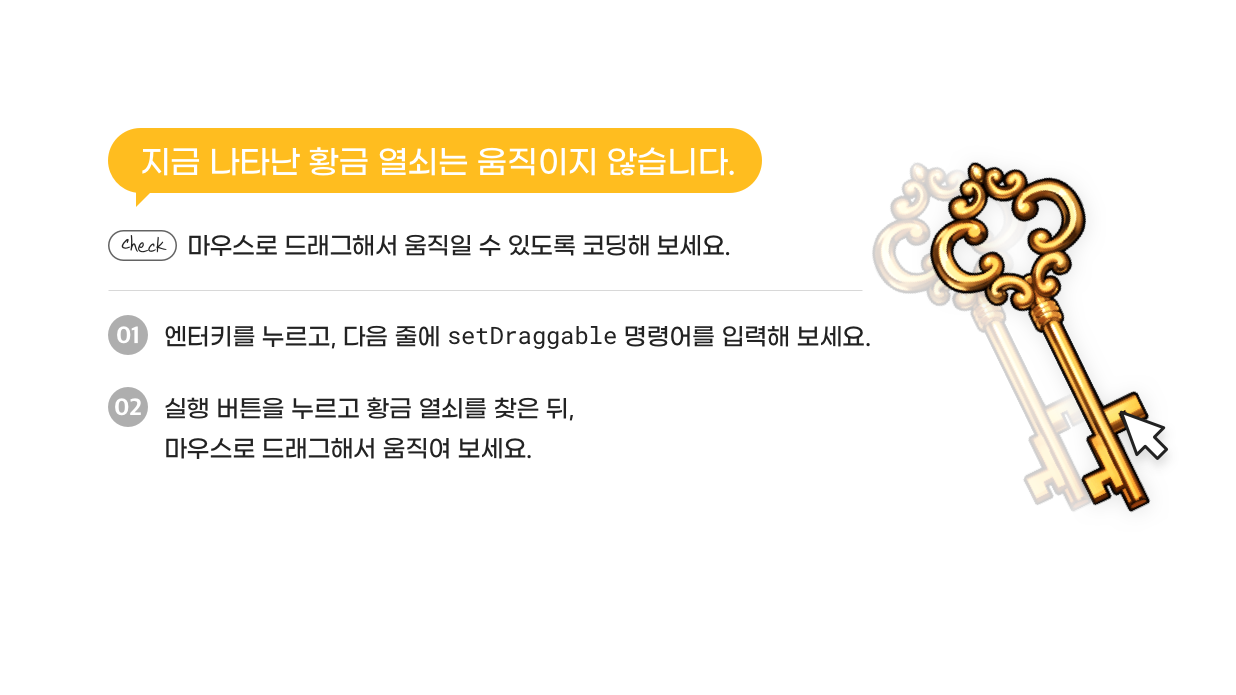 지금 나타난 황금 열쇠는 움직이지 않습니다.
Check 마우스로 드래그해서 움직일 수 있도록 코딩해 보세요.
01 엔터키를 누르고, 다음 줄에 setDraggable 명령어를 입력해 보세요.
02 실행 버튼을 누르고 황금 열쇠를 찾은 뒤,
마우스로 드래그해서 움직여 보세요.